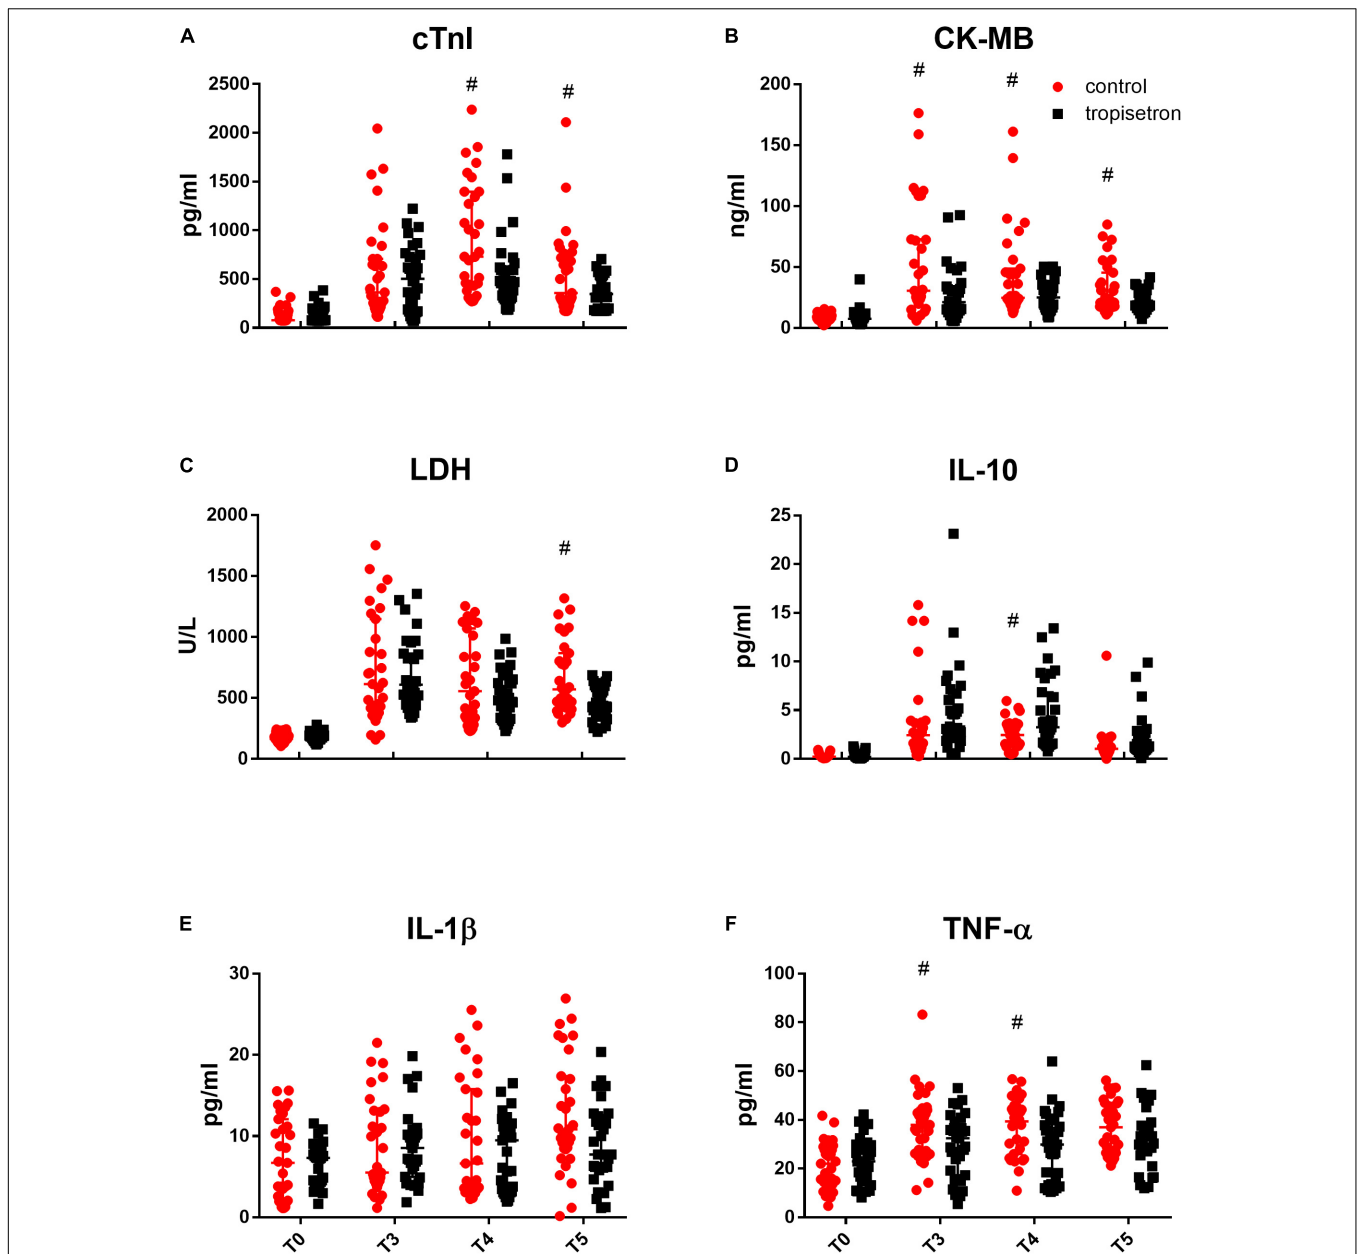 A cTnI
B CK-MB
# #
# #
control
tropisetron
#
pg/ml
2500
2000
1500
1000
500
0
ng/ml
200
150
100
50
0
C LDH
D IL-10
#
#
U/L
2000
1500
1000
500
0
pg/ml
25
20
15
10
5
0
E IL-1β
F TNF-α
#
#
pg/ml
30
20
10
0
T0 T3 T4 T5
pg/ml
100
80
60
40
20
0
T0 T3 T4 T5